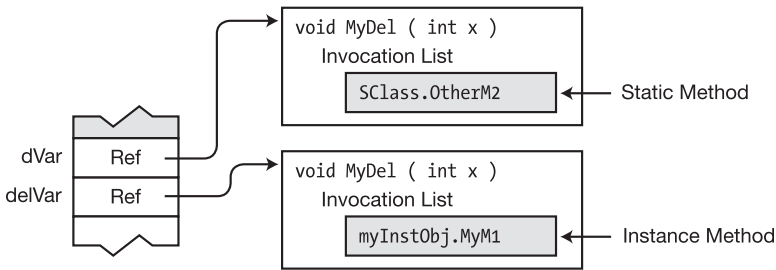 void MyDel ( int x )
Invocation List
SClass.OtherM2
Static Method
dVar Ref
delVar Ref
void MyDel ( int x )
Invocation List
myInstObj.MyM1
Instance Method